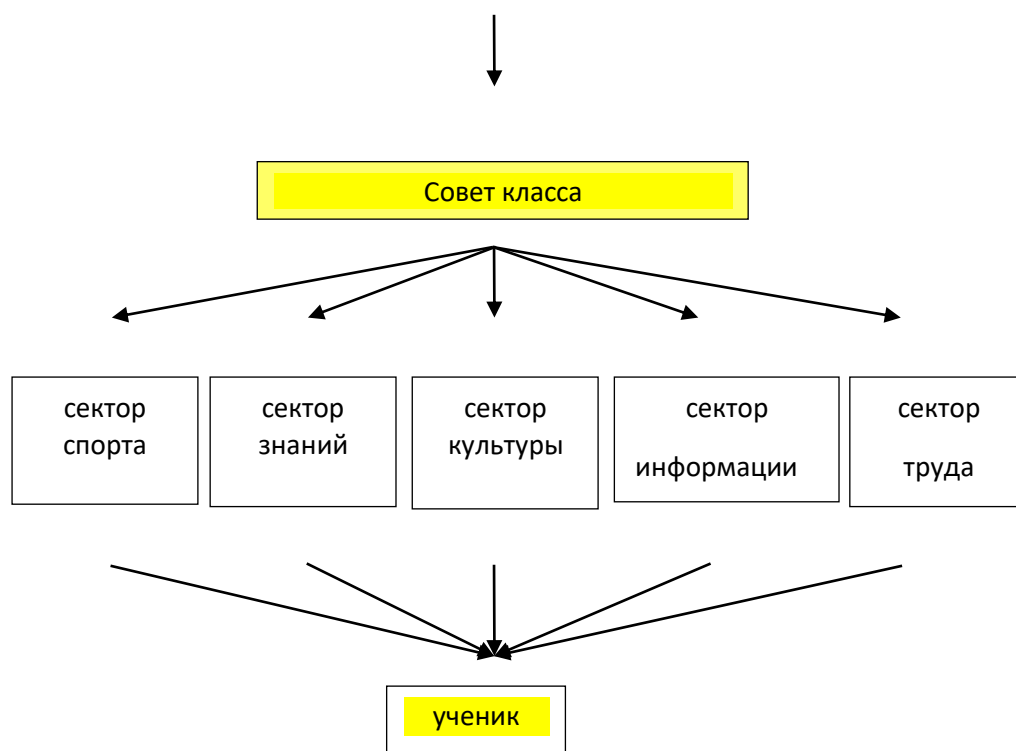 Совет класса
сектор
спорта
сектор
знаний
сектор
культуры
сектор
информации
сектор
труда
ученик